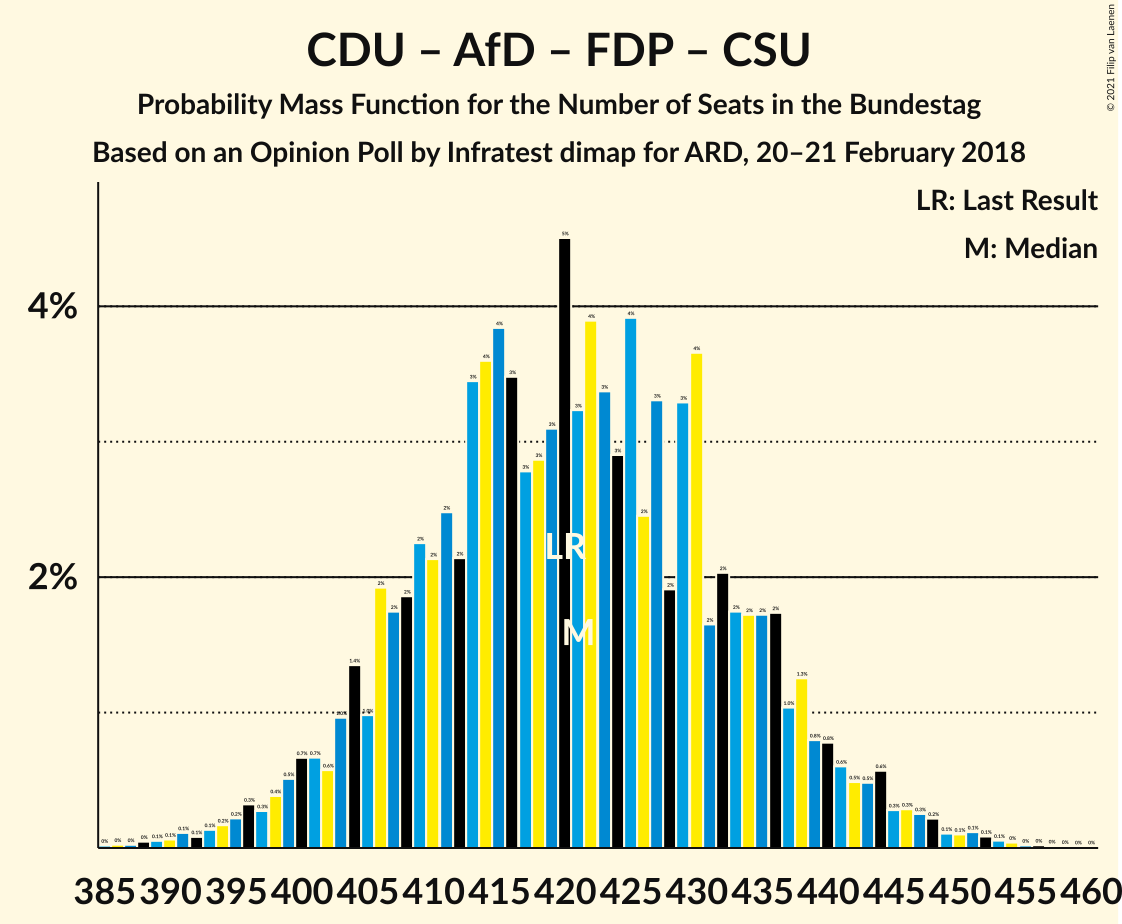 CDU – AfD – FDP – CSU
Probability Mass Function for the Number of Seats in the Bundestag
Based on an Opinion Poll by Infratest dimap for ARD, 20–21 February 2018
© 2021 Filip van Laenen
LR: Last Result
M: Median
4%
2%
LR
M
385 390 395 400 405 410 415 420 425 430 435 440 445 450 455 460